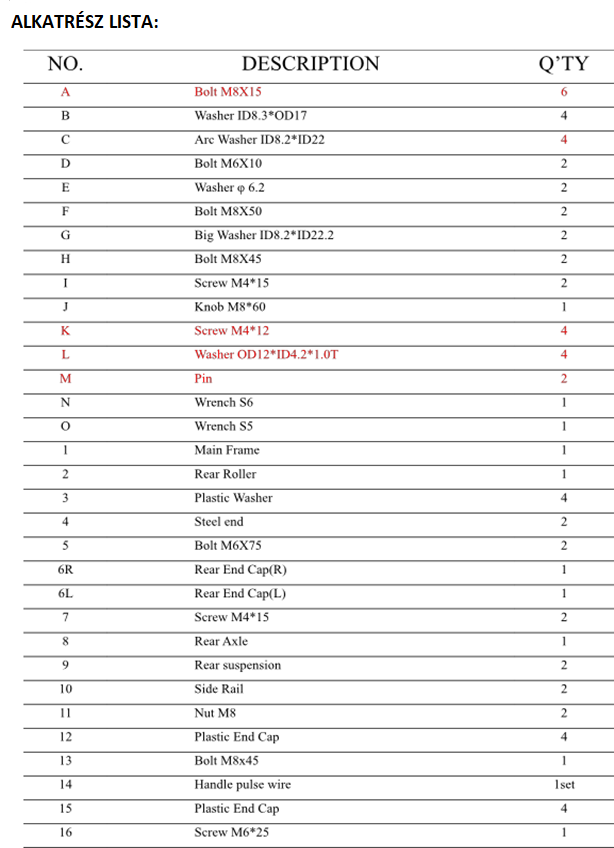 ALKATRÉSZ LISTA:
NO. DESCRIPTION Q’TY
A Bolt M8X15 6
B Washer ID8.3*OD17 4
C Arc Washer ID8.2*ID22 4
D Bolt M6X10 2
E Washer φ 6.2 2
F Bolt M8X50 2
G Big Washer ID8.2*ID22.2 2
H Bolt M8X45 2
I Screw M4*15 2
J Knob M8*60 1
K Screw M4*12 4
L Washer OD12*ID4.2*1.0T 4
M Pin 2
N Wrench S6 1
O Wrench S5 1
1 Main Frame 1
2 Rear Roller 1
3 Plastic Washer 4
4 Steel end 2
5 Bolt M6X75 2
6R Rear End Cap(R) 1
6L Rear End Cap(L) 1
7 Screw M4*15 2
8 Rear Axle 1
9 Rear suspension 2
10 Side Rail 2
11 Nut M8 2
12 Plastic End Cap 4
13 Bolt M8x45 1
14 Handle pulse wire 1set
15 Plastic End Cap 4
16 Screw M6*25 1